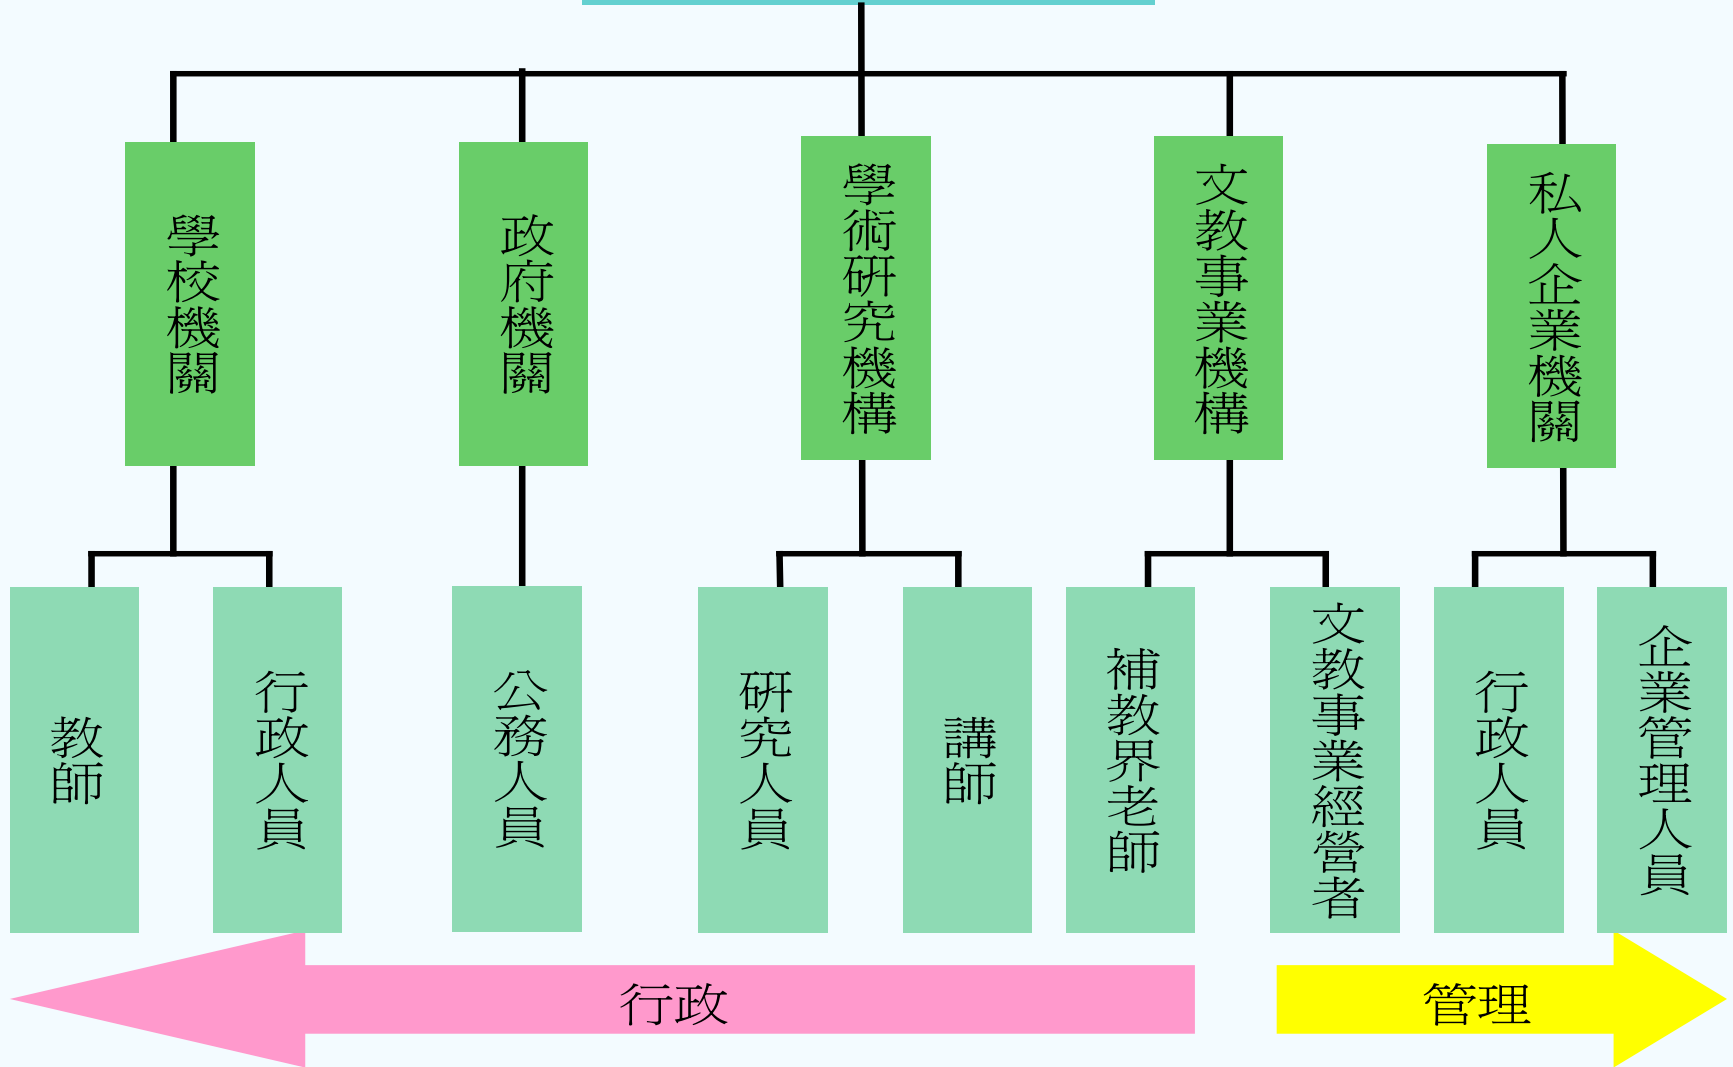 學校機關
政府機關
學術研究機構
文教事業機構
私人企業機關
教師
行政人員
公務人員
研究人員
講師
補教界老師
文教事業經營者
行政人員
企業管理人員
行政
管理